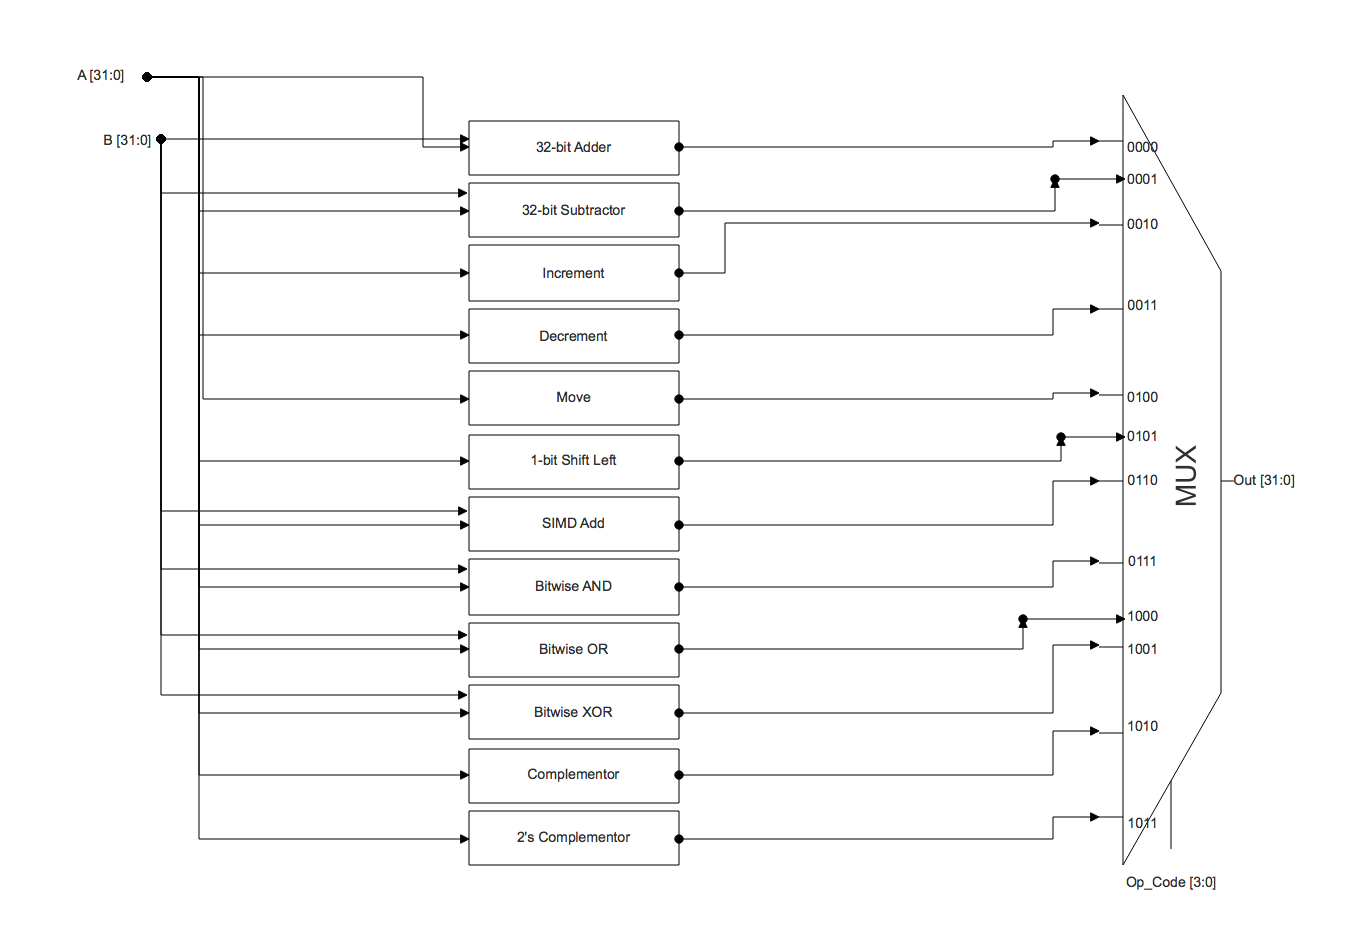 A [31:0]
B [31:0]
32-bit Adder
32-bit Subtractor
Increment
Decrement
Move
1-bit Shift Left
SIMD Add
Bitwise AND
Bitwise OR
Bitwise XOR
Complementor
2's Complementor
0000
0001
0010
0011
0100
0101
0110
0111
1000
1001
1010
1011
MUX
Out [31:0]
Op_Code [3:0]